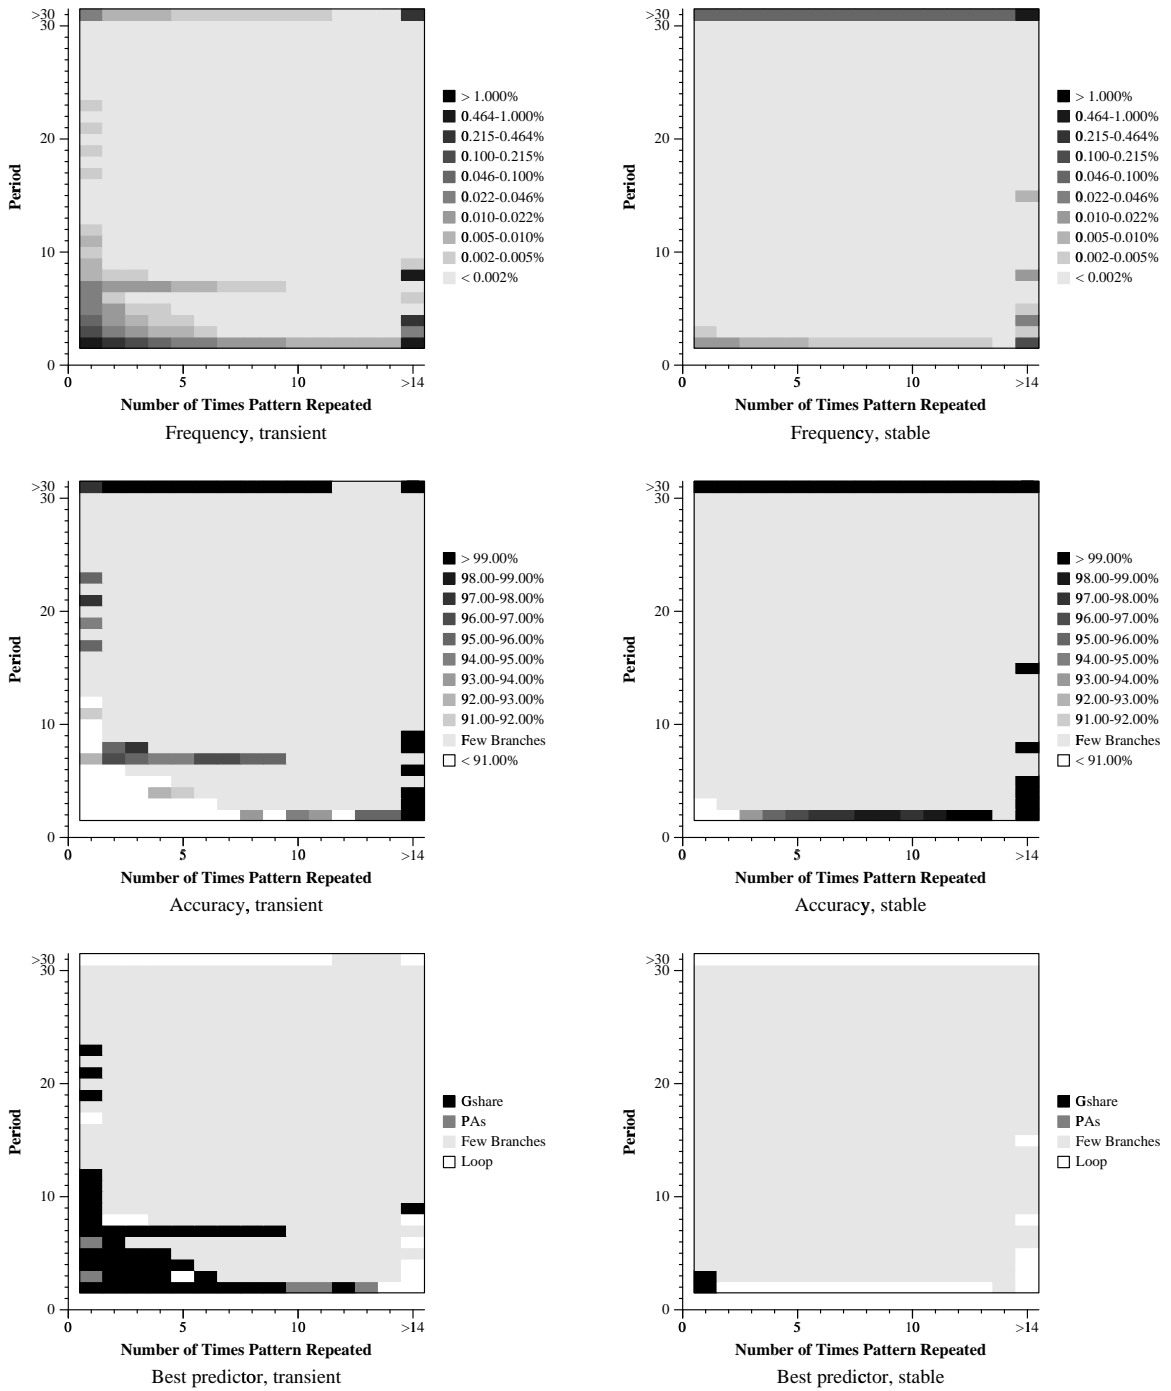 >30
30
20
10
0
Period
0 5 10 >14
Number of Times Pattern Repeated
Frequency, transient
> 1.000%
0.464-1.000%
0.215-0.464%
0.100-0.215%
0.046-0.100%
0.022-0.046%
0.010-0.022%
0.005-0.010%
0.002-0.005%
< 0.002%
>30
30
20
10
0
Period
0 5 10 >14
Number of Times Pattern Repeated
Frequency, stable
> 1.000%
0.464-1.000%
0.215-0.464%
0.100-0.215%
0.046-0.100%
0.022-0.046%
0.010-0.022%
0.005-0.010%
0.002-0.005%
< 0.002%
>30
30
20
10
0
Period
0 5 10 >14
Number of Times Pattern Repeated
Accuracy, transient
> 99.00%
98.00-99.00%
97.00-98.00%
96.00-97.00%
95.00-96.00%
94.00-95.00%
93.00-94.00%
92.00-93.00%
91.00-92.00%
Few Branches
< 91.00%
>30
30
20
10
0
Period
0 5 10 >14
Number of Times Pattern Repeated
Accuracy, stable
> 99.00%
98.00-99.00%
97.00-98.00%
96.00-97.00%
95.00-96.00%
94.00-95.00%
93.00-94.00%
92.00-93.00%
91.00-92.00%
Few Branches
< 91.00%
>30
30
20
10
0
Period
0 5 10 >14
Number of Times Pattern Repeated
Best predictor, transient
Gshare
PAs
Few Branches
Loop
>30
30
20
10
0
Period
0 5 10 >14
Number of Times Pattern Repeated
Best predictor, stable
Gshare
PAs
Few Branches
Loop